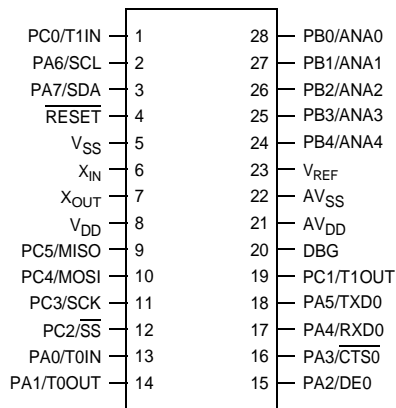 PC0/T1IN 1 28 PB0/ANA0
PA6/SCL 2 27 PB1/ANA1
PA7/SDA 3 26 PB2/ANA2
RESET 4 25 PB3/ANA3
VSS 5 24 PB4/ANA4
XIN 6 23 VREF
XOUT 7 22 AVSS
VDD 8 21 AVDD
PC5/MISO 9 20 DBG
PC4/MOSI 10 19 PC1/T1OUT
PC3/SCK 11 18 PA5/TXD0
PC2/SS 12 17 PA4/RXD0
PA0/T0IN 13 16 PA3/CTS0
PA1/T0OUT 14 15 PA2/DE0